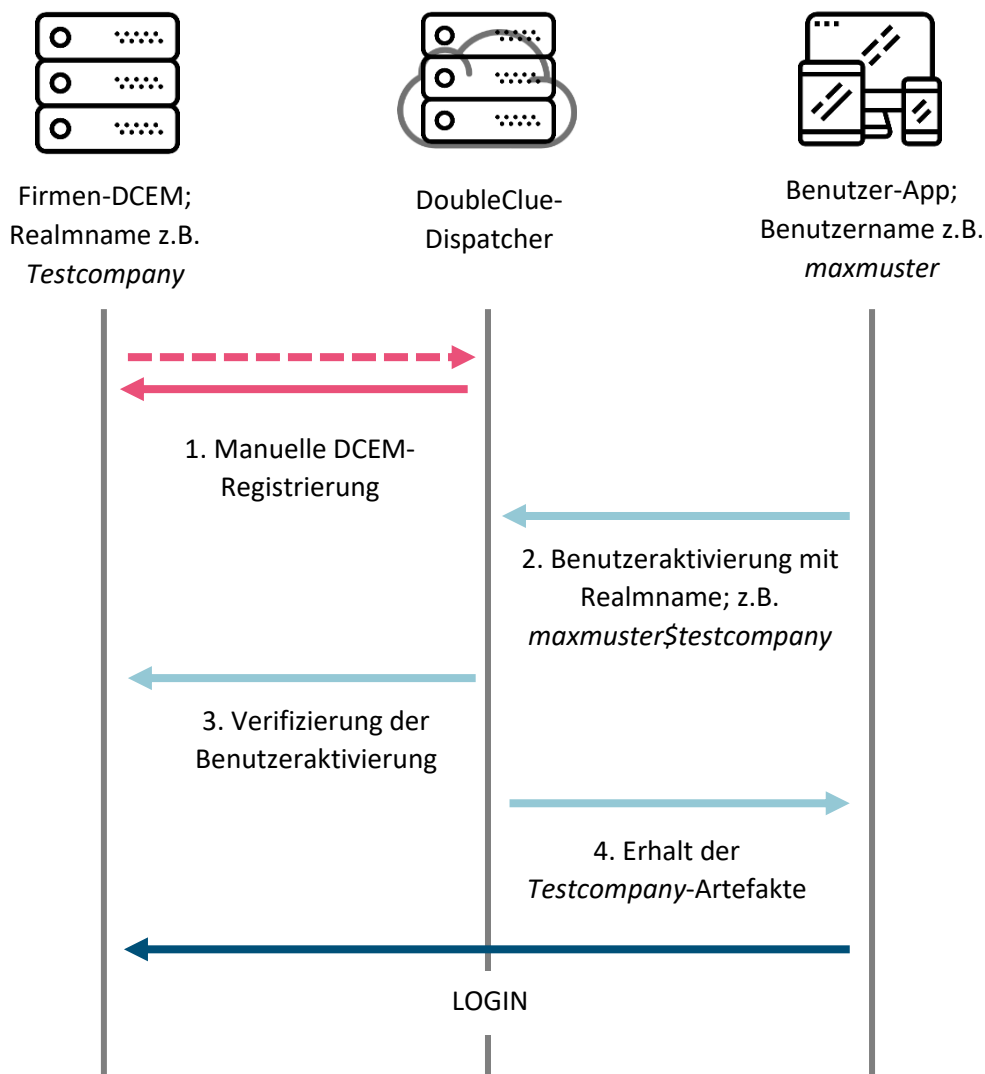 Firmen-DCEM;
Realmname z.B.
Testcompany
DoubleClue-
Dispatcher
Benutzer-App;
Benutzername z.B.
maxmuster
1. Manuelle DCEM-
Registrierung
2. Benutzeraktivierung mit
Realmname; z.B.
maxmuster$testcompany
3. Verifizierung der
Benutzeraktivierung
4. Erhalt der
Testcompany-Artefakte
LOGIN